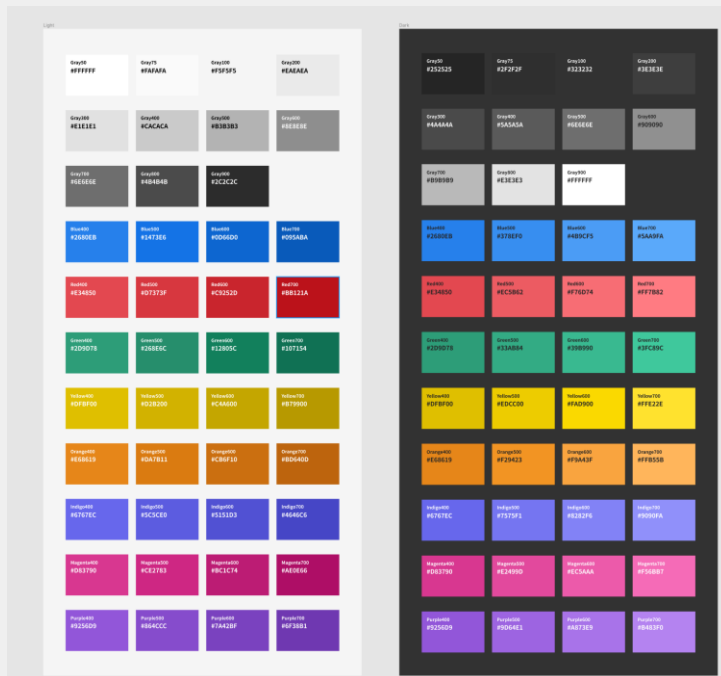 Light
Gray50
#FFFFFF
Gray75
#FAFAFA
Gray100
#F5F5F5
Gray200
#EAEAEA
Gray300
#E1E1E1
Gray400
#CACACA
Gray500
#B3B3B3
Gray600
#8E8E8E
Gray700
#6E6E6E
Gray800
#4B4B4B
Gray900
#2C2C2C
Blue400
#2680EB
Blue500
#1473E6
Blue600
#0D66D0
Blue700
#095ABA
Red400
#E34850
Red500
#D7373F
Red600
#C9252D
Red700
#BB121A
Green400
#2D9D78
Green500
#268E6C
Green600
#12805C
Green700
#107154
Yellow400
#DFBF00
Yellow500
#D2B200
Yellow600
#C4A600
Yellow700
#B79900
Orange400
#E68619
Orange500
#DA7B11
Orange600
#CB6F10
Orange700
#BD640D
Indigo400
#6767EC
Indigo500
#5C5CE0
Indigo600
#5151D3
Indigo700
#4646C6
Magenta400
#D83790
Magenta500
#CE2783
Magenta600
#BC1C74
Magenta700
#AE0E66
Purple400
#9256D9
Purple500
#864CCC
Purple600
#7A42BF
Purple700
#6F38B1
Dark
Gray50
#252525
Gray75
#2F2F2F
Gray100
#323232
Gray200
#3E3E3E
Gray300
#4A4A4A
Gray400
#5A5A5A
Gray500
#6E6E6E
Gray600
#909090
Gray700
#B9B9B9
Gray800
#E3E3E3
Gray900
#FFFFFF
Blue400
#2680EB
Blue500
#378EF0
Blue600
#4B9CF5
Blue700
#5AA9FA
Red400
#E34850
Red500
#EC5B62
Red600
#F76D74
Red700
#FF7B82
Green400
#2D9D78
Green500
#33AB84
Green600
#39B990
Green700
#3FC89C
Yellow400
#DFBF00
Yellow500
#EDCC00
Yellow600
#FAD900
Yellow700
#FFE22E
Orange400
#E68619
Orange500
#F29423
Orange600
#F9A43F
Orange700
#FFB55B
Indigo400
#6767EC
Indigo500
#7575F1
Indigo600
#8282F6
Indigo700
#9090FA
Magenta400
#D83790
Magenta500
#E2499D
Magenta600
#EC5AAA
Magenta700
#F56BB7
Purple400
#9256D9
Purple500
#9D64E1
Purple600
#A873E9
Purple700
#B483F0